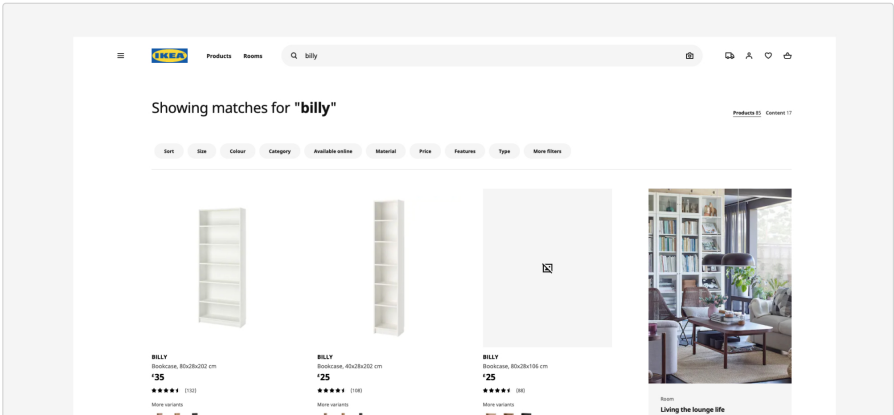 IKEA
Products Rooms
billy
Showing matches for "billy"
Products 85 Content 17
Sort Size Colour Category Available online Material Price Features Type More filters
BILLY
Bookcase, 80x28x202 cm
£35
(132)
More variants
BILLY
Bookcase, 40x28x202 cm
£25
(108)
More variants
BILLY
Bookcase, 80x28x106 cm
£25
(88)
More variants
Room
Living the lounge life